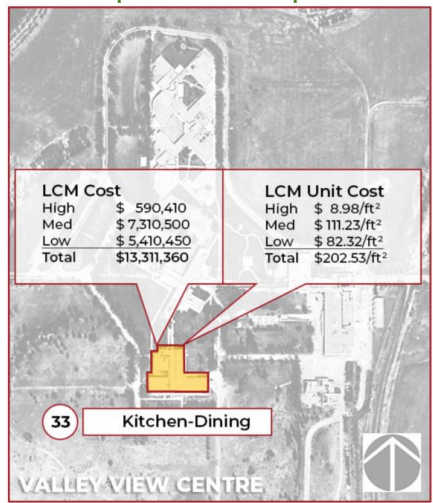 LCM Cost
High $ 590,410
Med $ 7,310,500
Low $ 5,410,450
Total $13,311,360
LCM Unit Cost
High $ 8.98/ft²
Med $ 111.23/ft²
Low $ 82.32/ft²
Total $202.53/ft²
33 Kitchen-Dining
VALLEY VIEW CENTRE